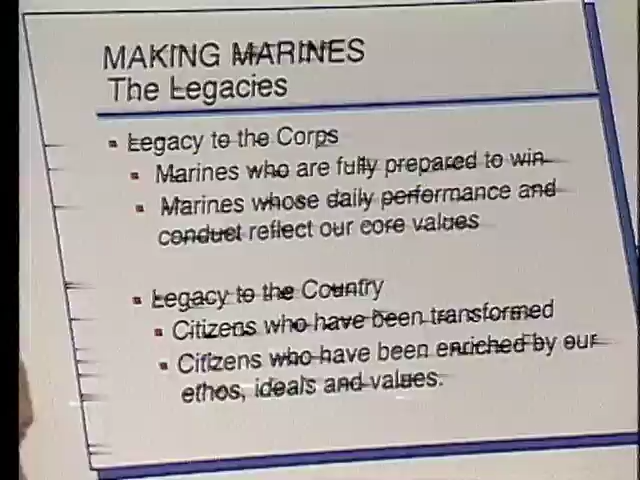 MAKING MARINES
The Legacies
▪ Legacy to the Corps
▪ Marines who are fully prepared to win
▪ Marines whose daily performance and
conduct reflect our core values
▪ Legacy to the Country
▪ Citizens who have been transformed
▪ Citizens who have been enriched by our
ethos, ideals and values.